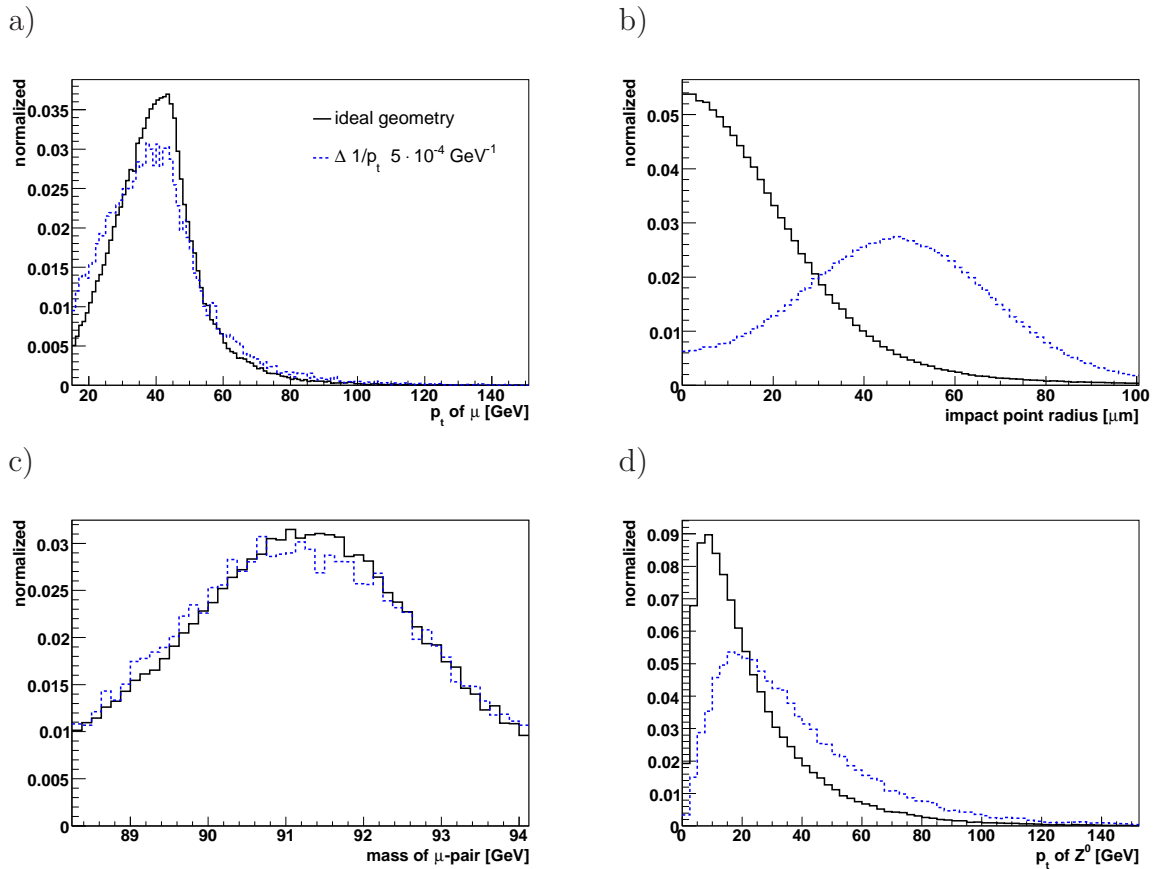 a)
normalized
0.035
0.03
0.025
0.02
0.015
0.01
0.005
0
20 40 60 80 100 120 140
p_t of μ [GeV]
ideal geometry
Δ 1/p_t 5 · 10^-4 GeV^-1
b)
normalized
0.05
0.04
0.03
0.02
0.01
0
0 20 40 60 80 100
impact point radius [μm]
c)
normalized
0.03
0.025
0.02
0.015
0.01
0.005
0
89 90 91 92 93 94
mass of μ-pair [GeV]
d)
normalized
0.09
0.08
0.07
0.06
0.05
0.04
0.03
0.02
0.01
0
0 20 40 60 80 100 120 140
p_t of Z^0 [GeV]